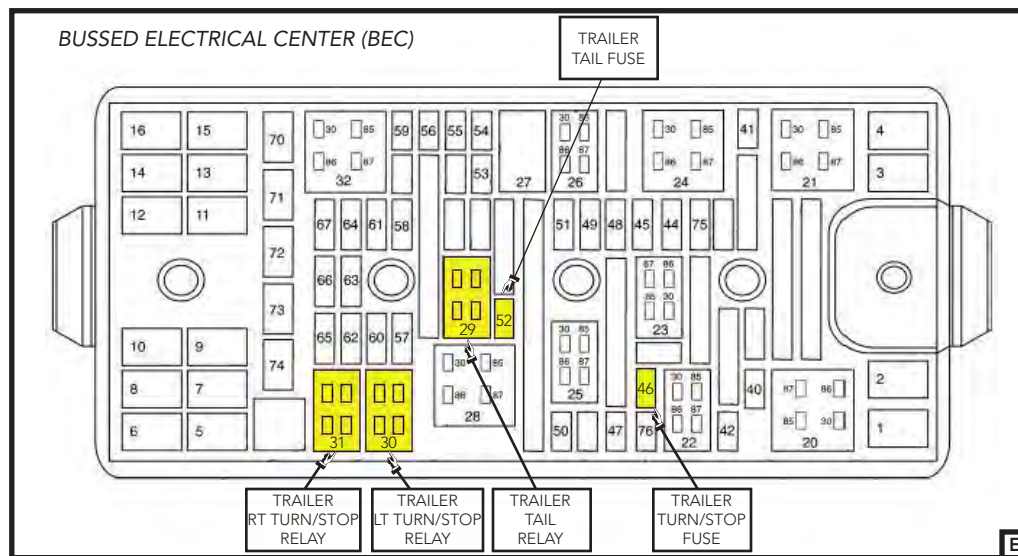 BUSSED ELECTRICAL CENTER (BEC)
TRAILER
TAIL FUSE
16 15 70 30 85 59 56 55 54 30 85 30 85 41 30 85 4
86 87 86 87 86 87 86 87
14 13 32 53 27 26 24 21 3
71
12 11 67 64 61 58 51 49 48 45 44 75
72
66 63 87 86
85 30
73 52 23
10 9 65 62 60 57 29 30 85
74 30 85 86 87
8 7 86 87 25 46 30 85 40 87 86 2
28 86 87 85 30
6 5 31 30 50 47 76 22 42 20 1
TRAILER
RT TURN/STOP
RELAY
TRAILER
LT TURN/STOP
RELAY
TRAILER
TAIL
RELAY
TRAILER
TURN/STOP
FUSE
E